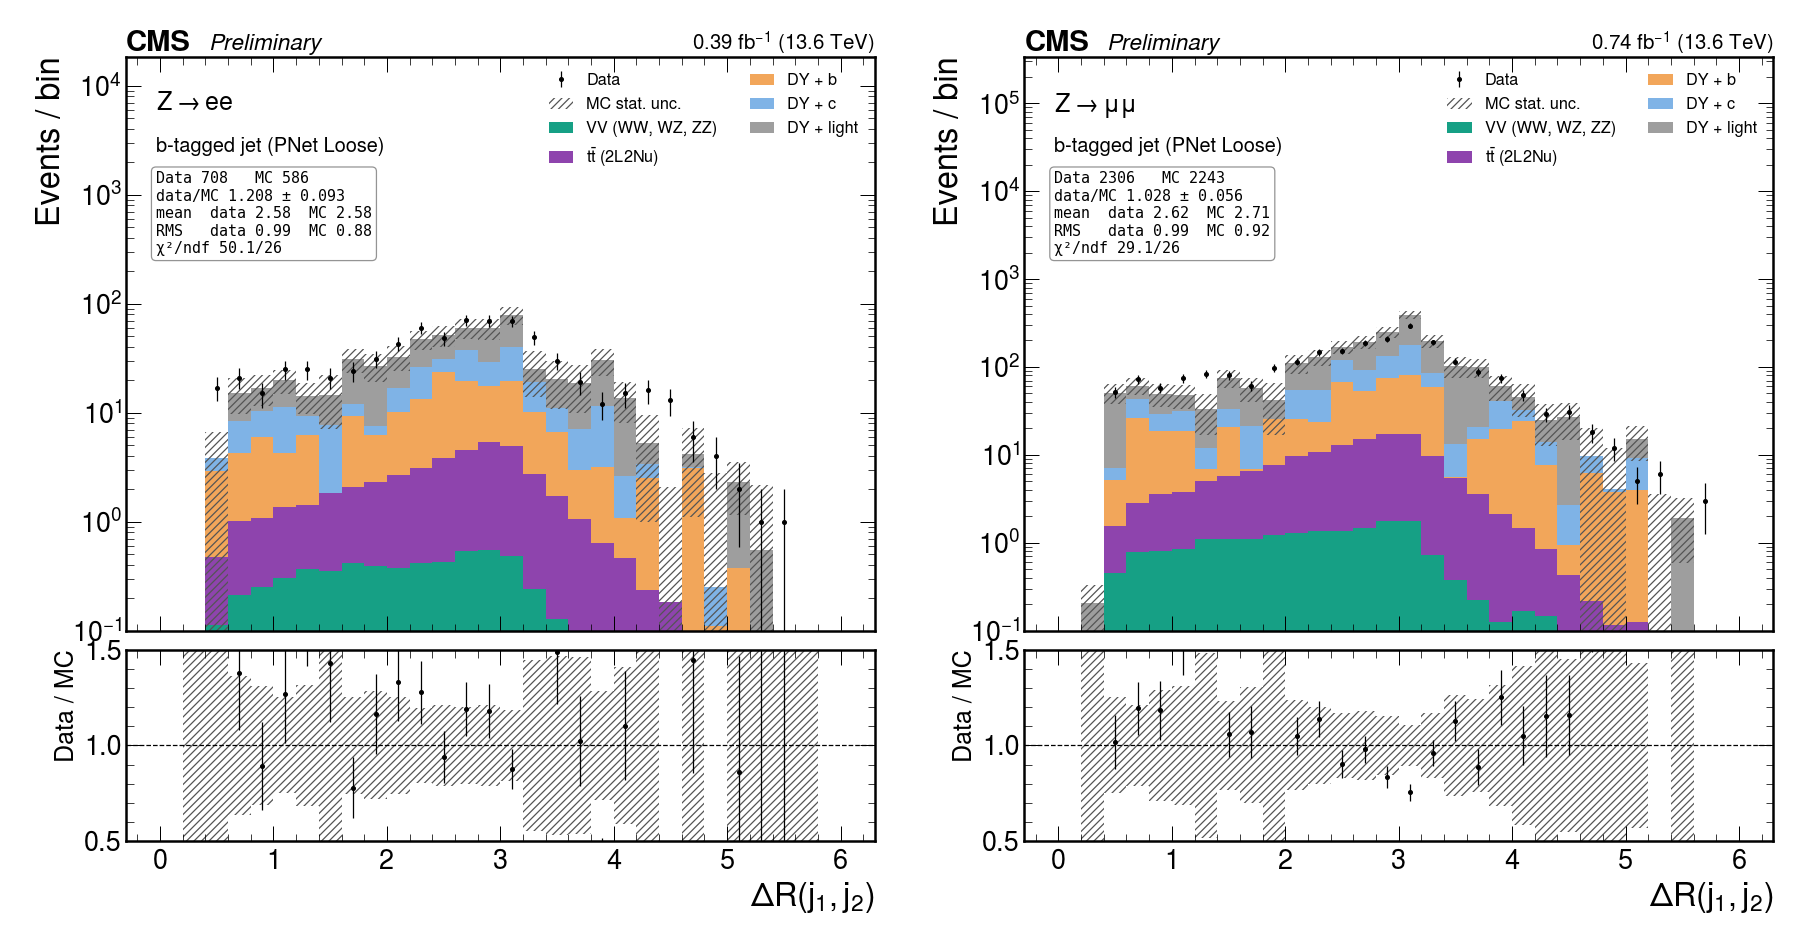 CMS Preliminary 0.39 fb⁻¹ (13.6 TeV)
Events / bin
10⁴
10³
10²
10¹
10⁰
10⁻¹
Z → ee
b-tagged jet (PNet Loose)
Data 708 MC 586
data/MC 1.208 ± 0.093
mean data 2.58 MC 2.58
RMS data 0.99 MC 0.88
χ²/ndf 50.1/26
Data
MC stat. unc.
VV (WW, WZ, ZZ)
tt̄ (2L2Nu)
DY + b
DY + c
DY + light
Data / MC
1.5
1.0
0.5
0 1 2 3 4 5 6
ΔR(j₁, j₂)
CMS Preliminary 0.74 fb⁻¹ (13.6 TeV)
Events / bin
10⁵
10⁴
10³
10²
10¹
10⁰
10⁻¹
Z → μμ
b-tagged jet (PNet Loose)
Data 2306 MC 2243
data/MC 1.028 ± 0.056
mean data 2.62 MC 2.71
RMS data 0.99 MC 0.92
χ²/ndf 29.1/26
Data
MC stat. unc.
VV (WW, WZ, ZZ)
tt̄ (2L2Nu)
DY + b
DY + c
DY + light
Data / MC
1.5
1.0
0.5
0 1 2 3 4 5 6
ΔR(j₁, j₂)